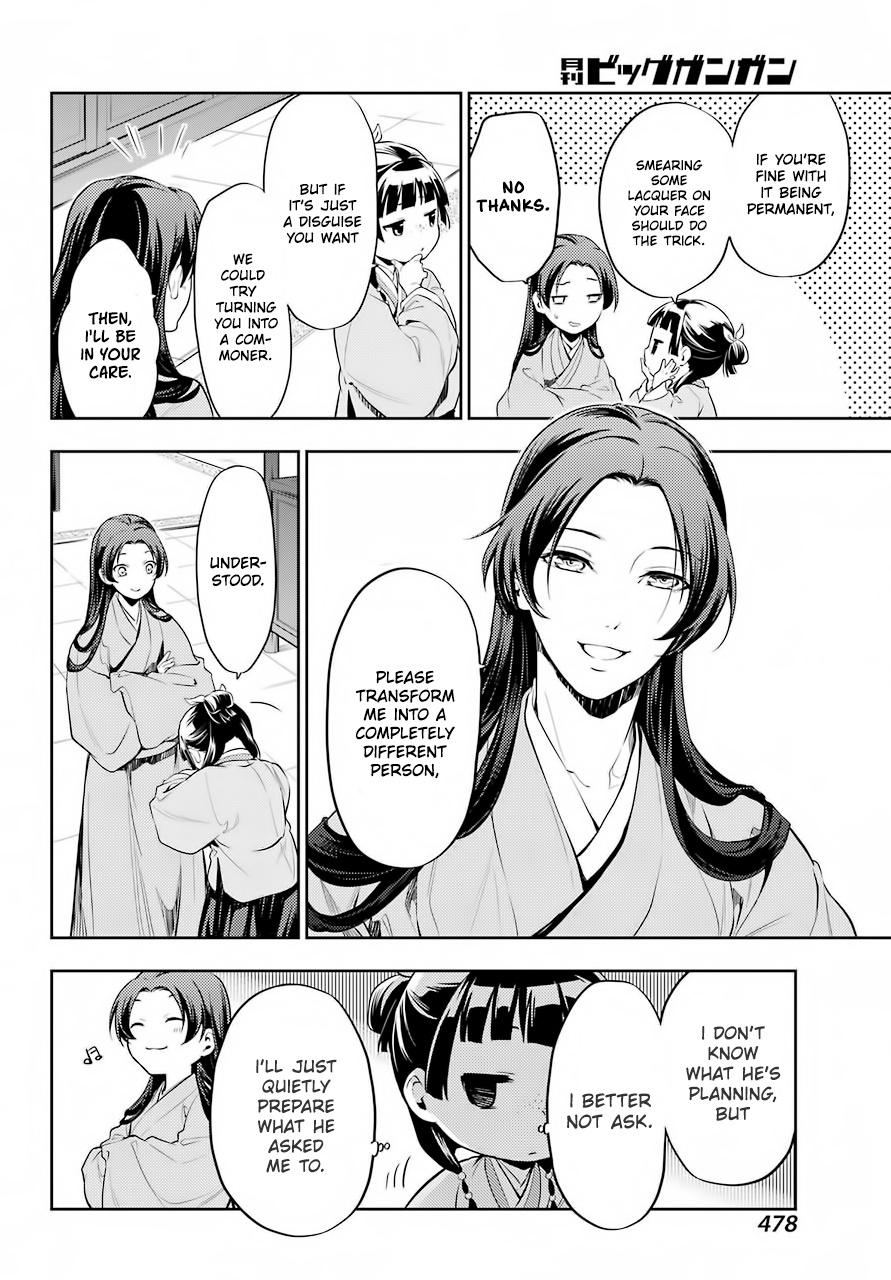 月刊ビッグガンガン
IF YOU'RE
FINE WITH
IT BEING
PERMANENT,
SMEARING
SOME
LACQUER ON
YOUR FACE
SHOULD DO
THE TRICK.
NO
THANKS.
BUT IF
IT'S JUST
A DISGUISE
YOU WANT
WE
COULD
TRY
TURNING
YOU INTO
A COM-
MONER.
THEN,
I'LL BE
IN YOUR
CARE.
PLEASE
TRANSFORM
ME INTO A
COMPLETELY
DIFFERENT
PERSON,
UNDER-
STOOD.
I DON'T
KNOW
WHAT HE'S
PLANNING,
BUT
I BETTER
NOT ASK.
I'LL JUST
QUIETLY
PREPARE
WHAT HE
ASKED
ME TO.
478